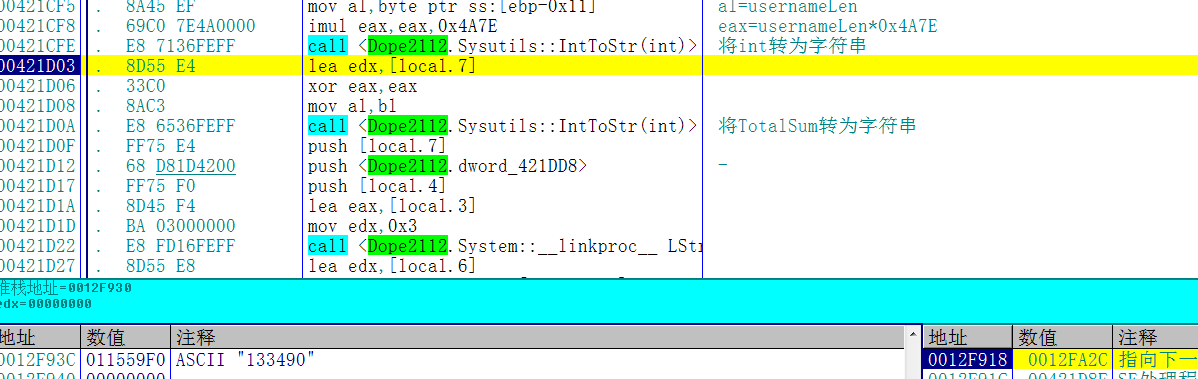 00421CF5 . 8A45 EF mov al,byte ptr ss:[ebp-0x11] al=usernameLen
00421CF8 . 69C0 7E4A0000 imul eax,eax,0x4A7E eax=usernameLen*0x4A7E
00421CFE . E8 7136FEFF call <Dope2112.Sysutils::IntToStr(int)> 将int转为字符串
00421D03 . 8D55 E4 lea edx,[local.7]
00421D06 . 33C0 xor eax,eax
00421D08 . 8AC3 mov al,bl
00421D0A . E8 6536FEFF call <Dope2112.Sysutils::IntToStr(int)> 将TotalSum转为字符串
00421D0F . FF75 E4 push [local.7]
00421D12 . 68 D81D4200 push <Dope2112.dword_421DD8> -
00421D17 . FF75 F0 push [local.4]
00421D1A . 8D45 F4 lea eax,[local.3]
00421D1D . BA 03000000 mov edx,0x3
00421D22 . E8 FD16FEFF call <Dope2112.System::__linkproc__ LStr
00421D27 . 8D55 E8 lea edx,[local.6]
堆栈地址=0012F930
edx=00000000
地址 数值 注释 地址 数值 注释
0012F93C 011559F0 ASCII "133490" 0012F918 0012FA2C 指向下一
0012F940 00000000 0012F91C 00421D8F SE处理程